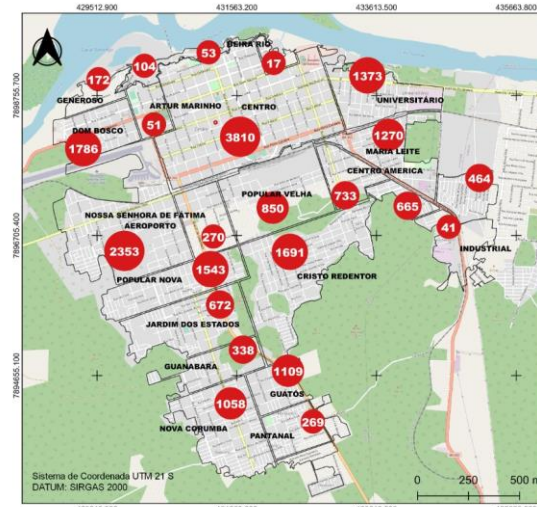 429512.900 431563.200 433613.500 435663.800
53 BEIRA RIO
104 17
172 1373
GENEROSO
ARTUR MARINHO CENTRO UNIVERSITÁRIO
7898755.700
51
DOM BOSCO 3810 1270
1786 MARIA LEITE
CENTRO AMERICA
464
POPULAR VELHA 733
850 665
NOSSA SENHORA DE FÁTIMA
AEROPORTO
7896705.400
270 41
2353 1691 INDUSTRIAL
1543
POPULAR NOVA CRISTO REDENTOR
672
JARDIM DOS ESTADOS
338
GUANABARA 1109
7894655.100
GUATÓS
1058
269
NOVA CORUMBA
PANTANAL
Sistema de Coordenada UTM 21 S
DATUM: SIRGAS 2000
0 250 500 m